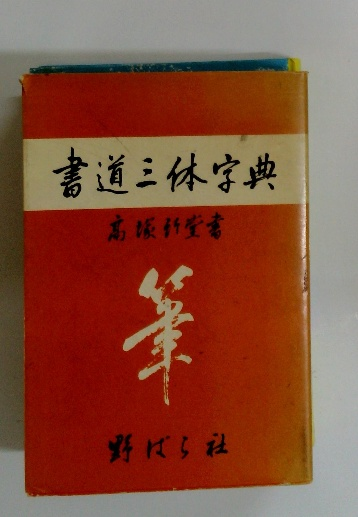 書道三体字典
高塚竹堂書
筆
野ばら社